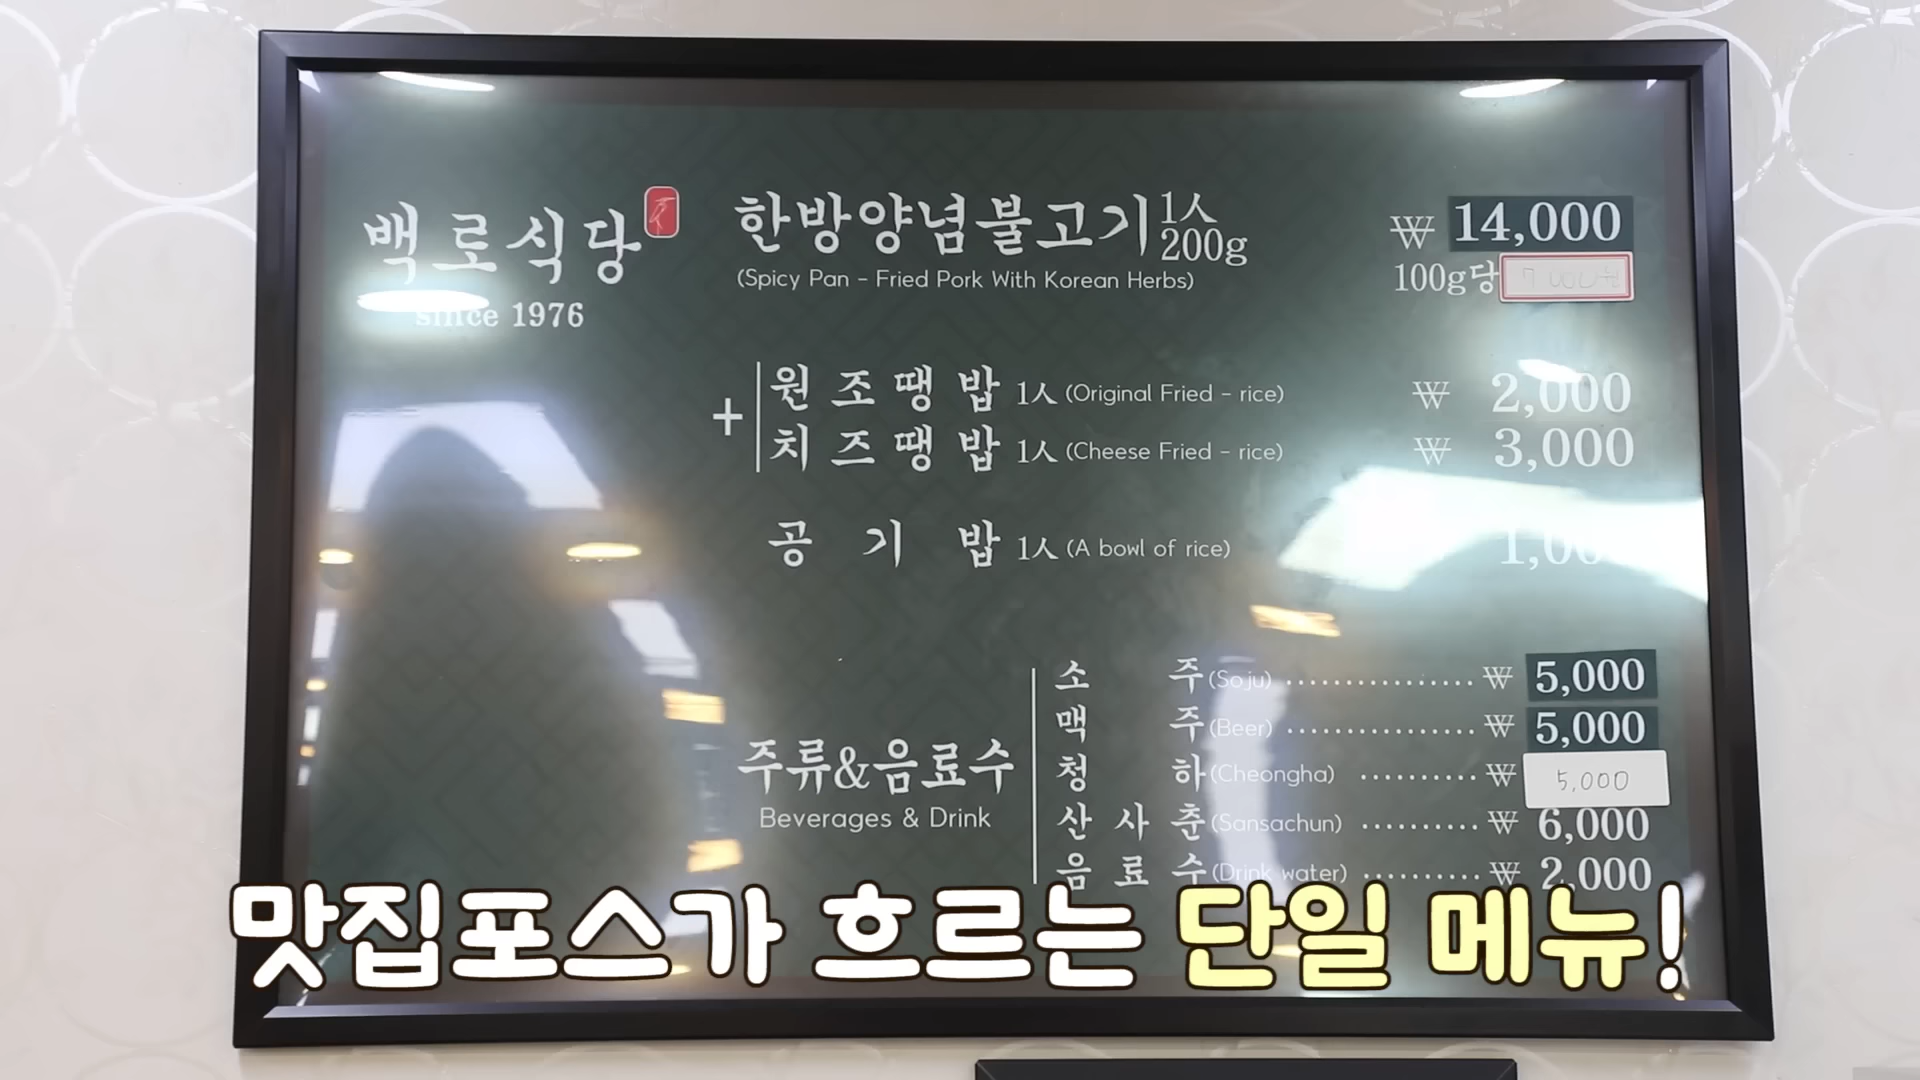 백로식당
since 1976
한방양념불고기 1人 200g ₩ 14,000
(Spicy Pan - Fried Pork With Korean Herbs) 100g당
+ 원조땡밥 1人 (Original Fried - rice) ₩ 2,000
치즈땡밥 1人 (Cheese Fried - rice) ₩ 3,000
공기밥 1人 (A bowl of rice)
주류&음료수
Beverages & Drink
소주 (Soju) ................ ₩ 5,000
맥주 (Beer) ................ ₩ 5,000
청하 (Cheongha) .......... ₩ 5,000
산사춘 (Sansachun) .......... ₩ 6,000
음료수 (Drink water) .......... ₩ 2,000
맛집포스가 흐르는 단일 메뉴!